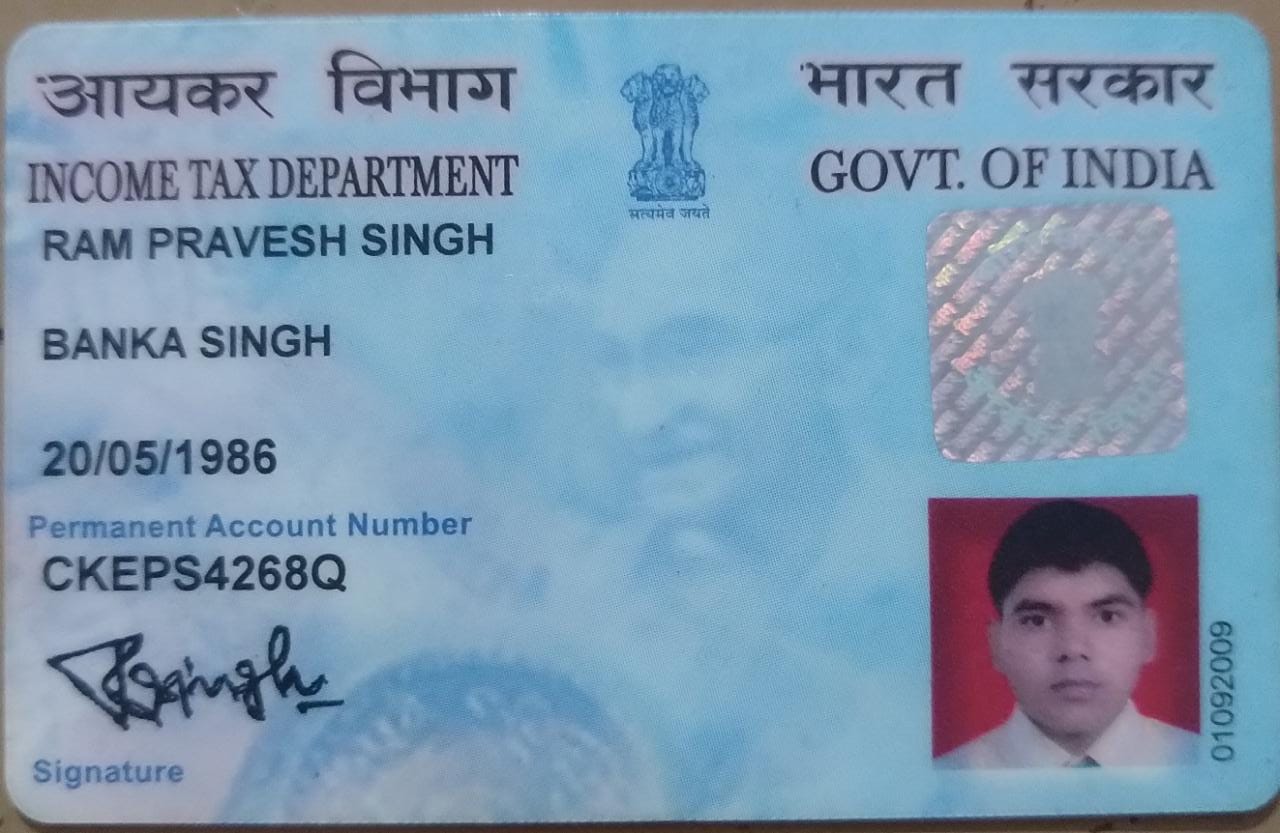 आयकर विभाग
भारत सरकार
INCOME TAX DEPARTMENT
GOVT. OF INDIA
सत्यमेव जयते
RAM PRAVESH SINGH
BANKA SINGH
20/05/1986
Permanent Account Number
CKEPS4268Q
Signature
01092009